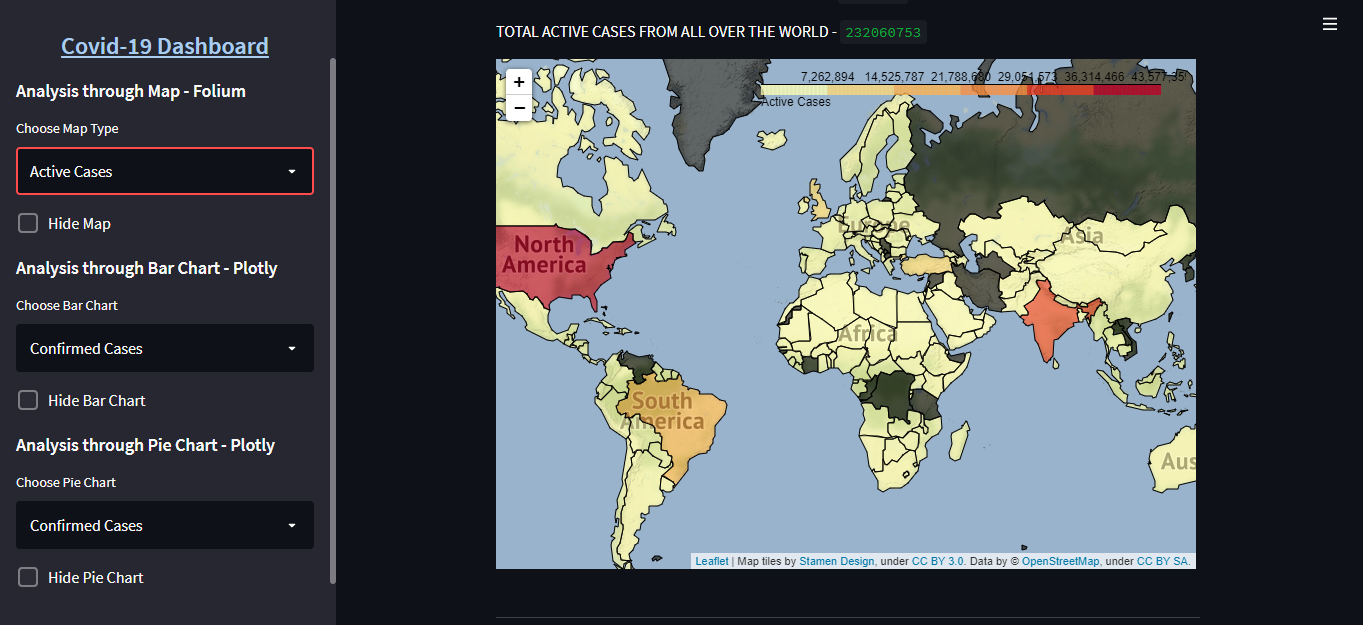 Covid-19 Dashboard
Analysis through Map - Folium
Choose Map Type
Active Cases
Hide Map
Analysis through Bar Chart - Plotly
Choose Bar Chart
Confirmed Cases
Hide Bar Chart
Analysis through Pie Chart - Plotly
Choose Pie Chart
Confirmed Cases
Hide Pie Chart
TOTAL ACTIVE CASES FROM ALL OVER THE WORLD - 232060753
+
−
7,262,894 14,525,787 21,788,680 29,051,573 36,314,466 43,577,35
Active Cases
North
America
Europe
Asia
Africa
South
America
Aus
Leaflet | Map tiles by Stamen Design, under CC BY 3.0. Data by © OpenStreetMap, under CC BY SA.